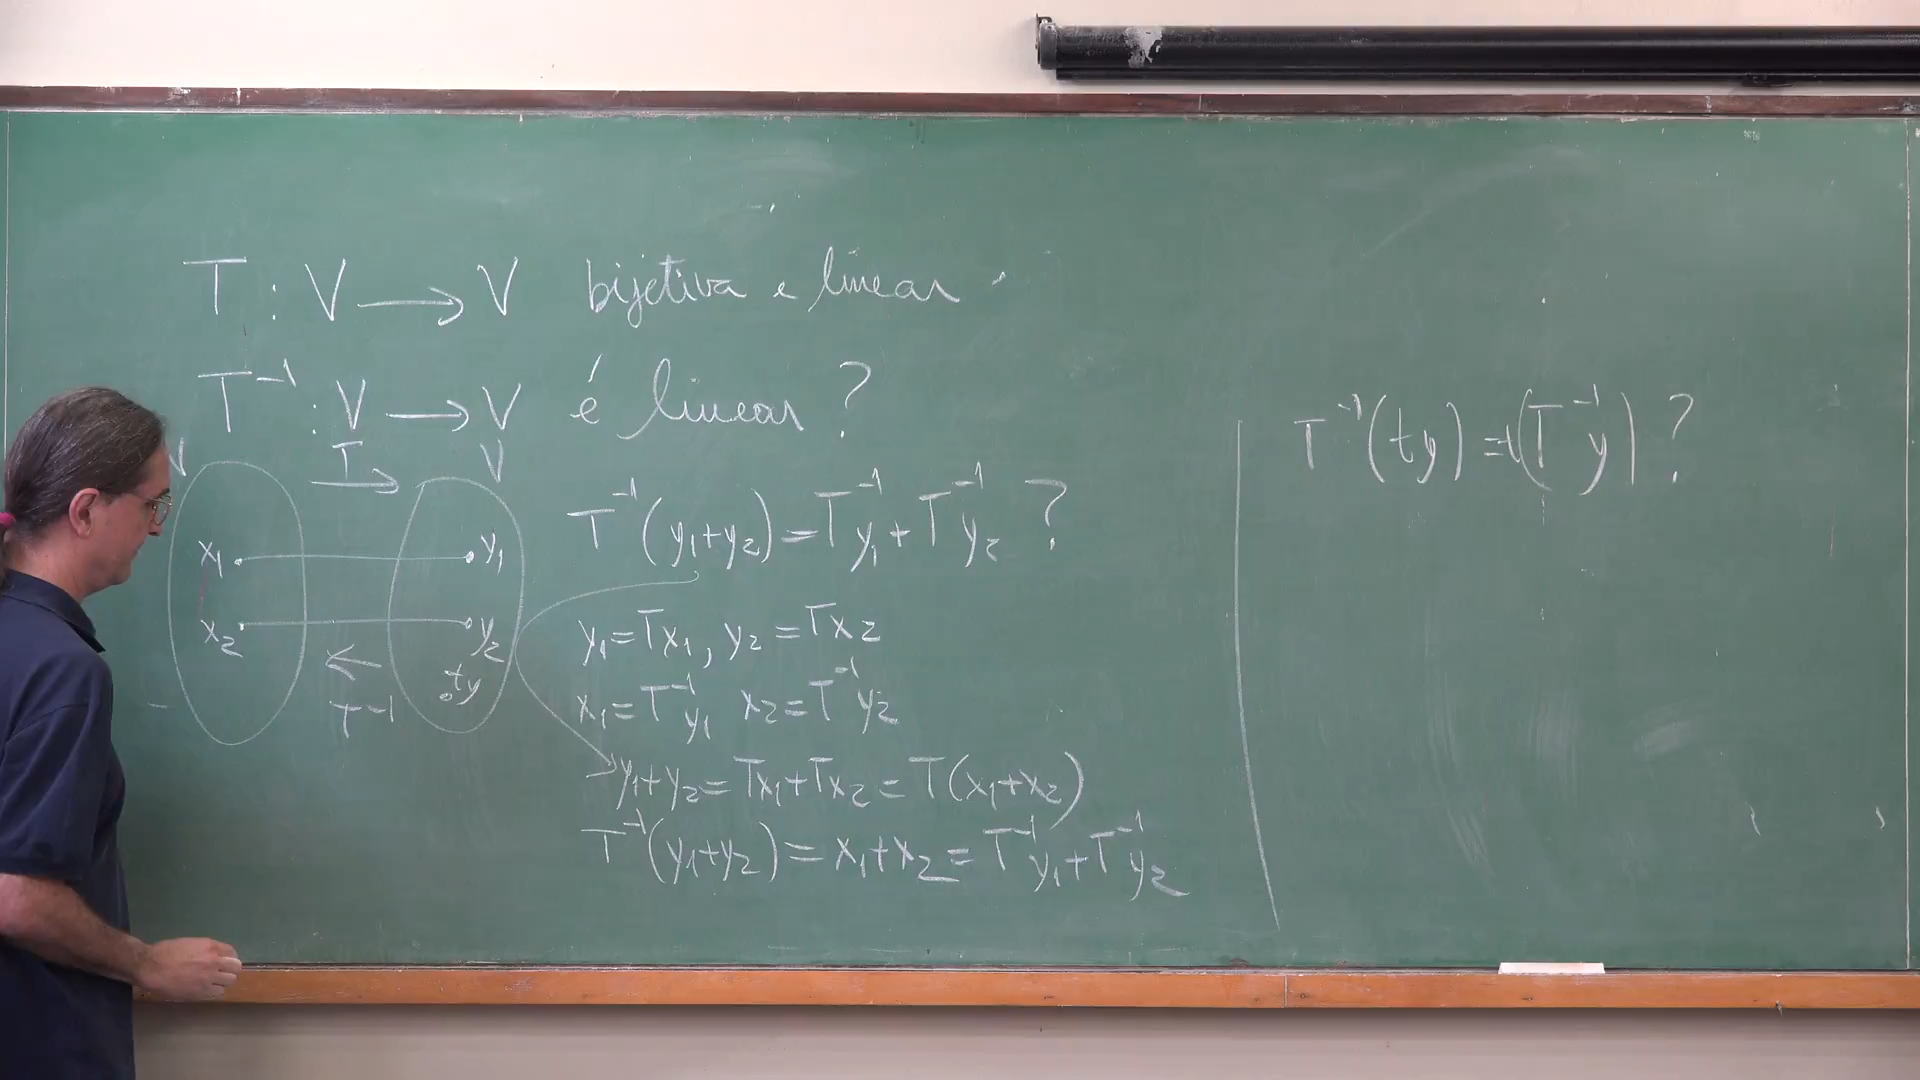 T : V → V bijetiva e linear
T⁻¹ : V → V é linear ?
V T → V
x₁ y₁
x₂ y₂
ty
← T⁻¹
T⁻¹(y₁+y₂) = T⁻¹y₁ + T⁻¹y₂ ?
y₁ = Tx₁, y₂ = Tx₂
x₁ = T⁻¹y₁ x₂ = T⁻¹y₂
y₁+y₂ = Tx₁+Tx₂ = T(x₁+x₂)
T⁻¹(y₁+y₂) = x₁+x₂ = T⁻¹y₁+T⁻¹y₂
T⁻¹(ty) = t(T⁻¹y) ?